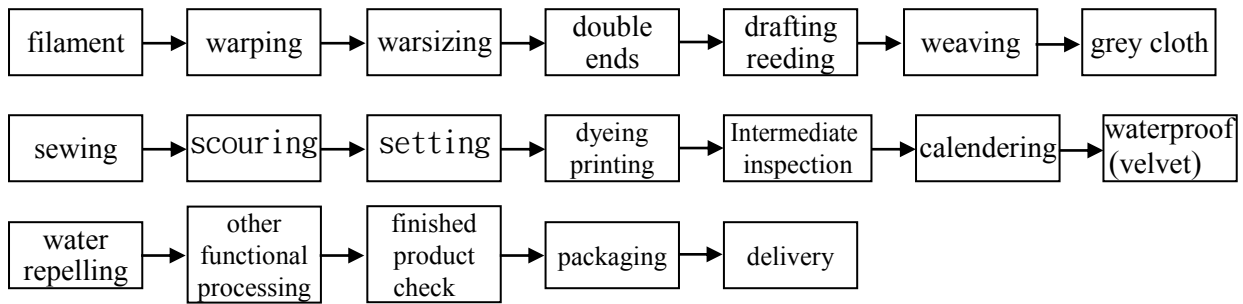 filament
warping
warsizing
double
ends
drafting
reeding
weaving
grey cloth
sewing
scouring
setting
dyeing
printing
Intermediate
inspection
calendering
waterproof
(velvet)
water
repelling
other
functional
processing
finished
product
check
packaging
delivery